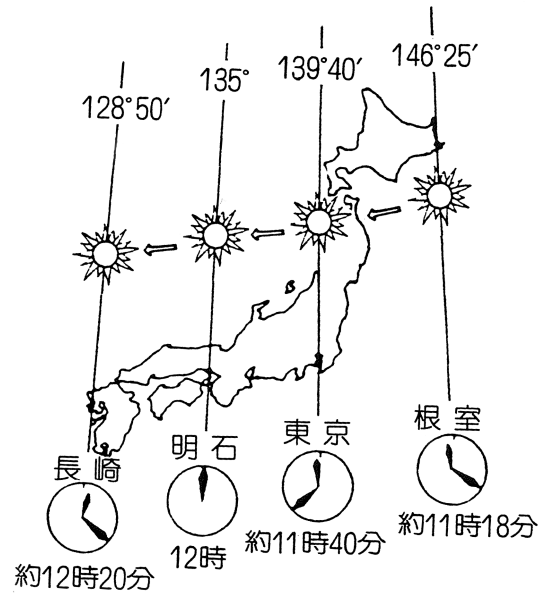 128°50′
135°
139°40′
146°25′
長崎
約12時20分
明石
12時
東京
約11時40分
根室
約11時18分